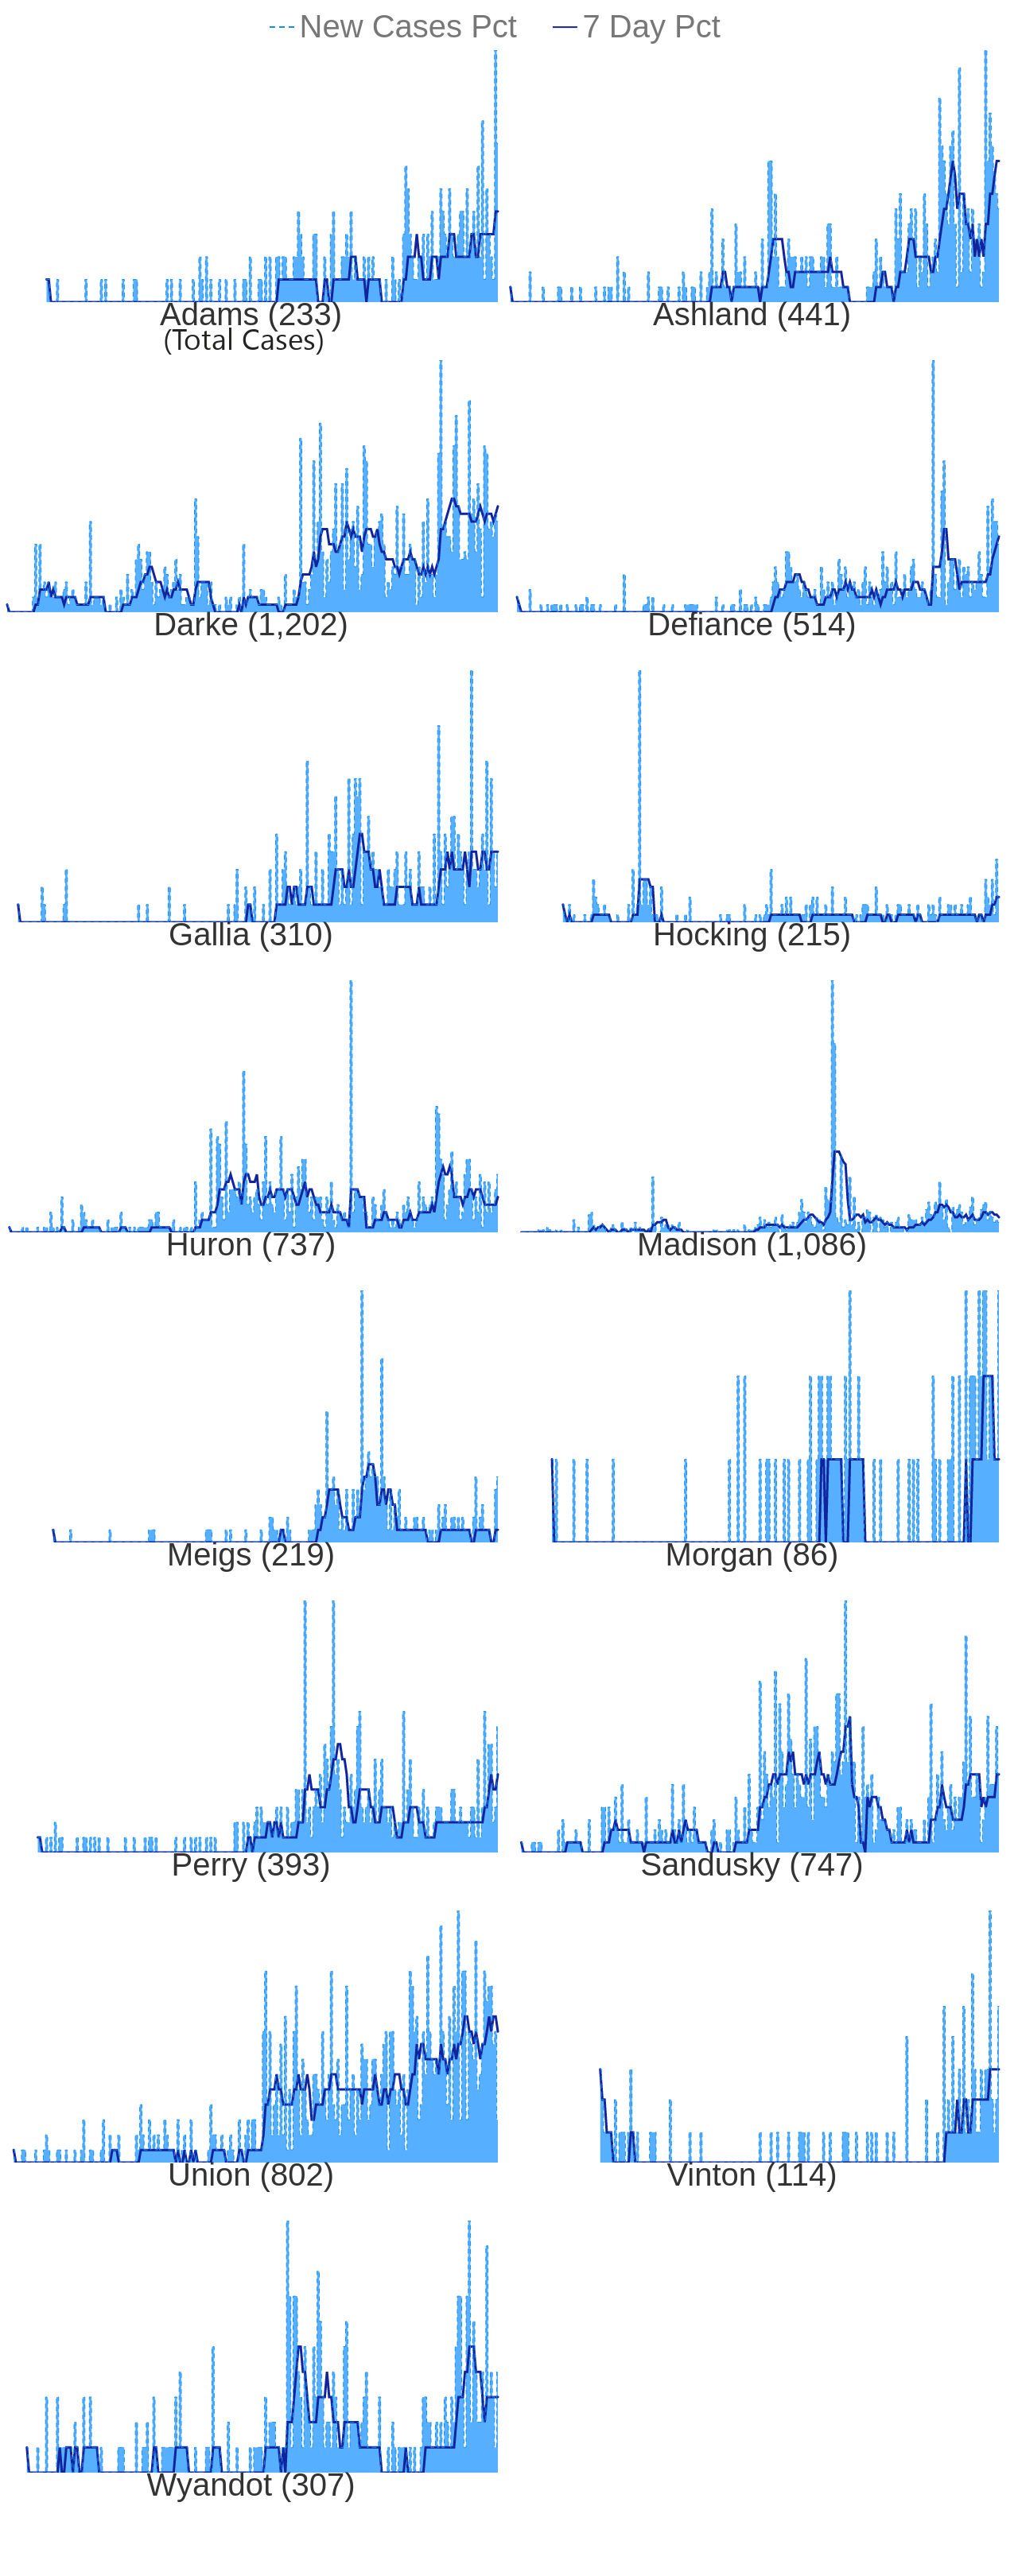 New Cases Pct 7 Day Pct
Adams (233) Ashland (441)
(Total Cases)
Darke (1,202) Defiance (514)
Gallia (310) Hocking (215)
Huron (737) Madison (1,086)
Meigs (219) Morgan (86)
Perry (393) Sandusky (747)
Union (802) Vinton (114)
Wyandot (307)